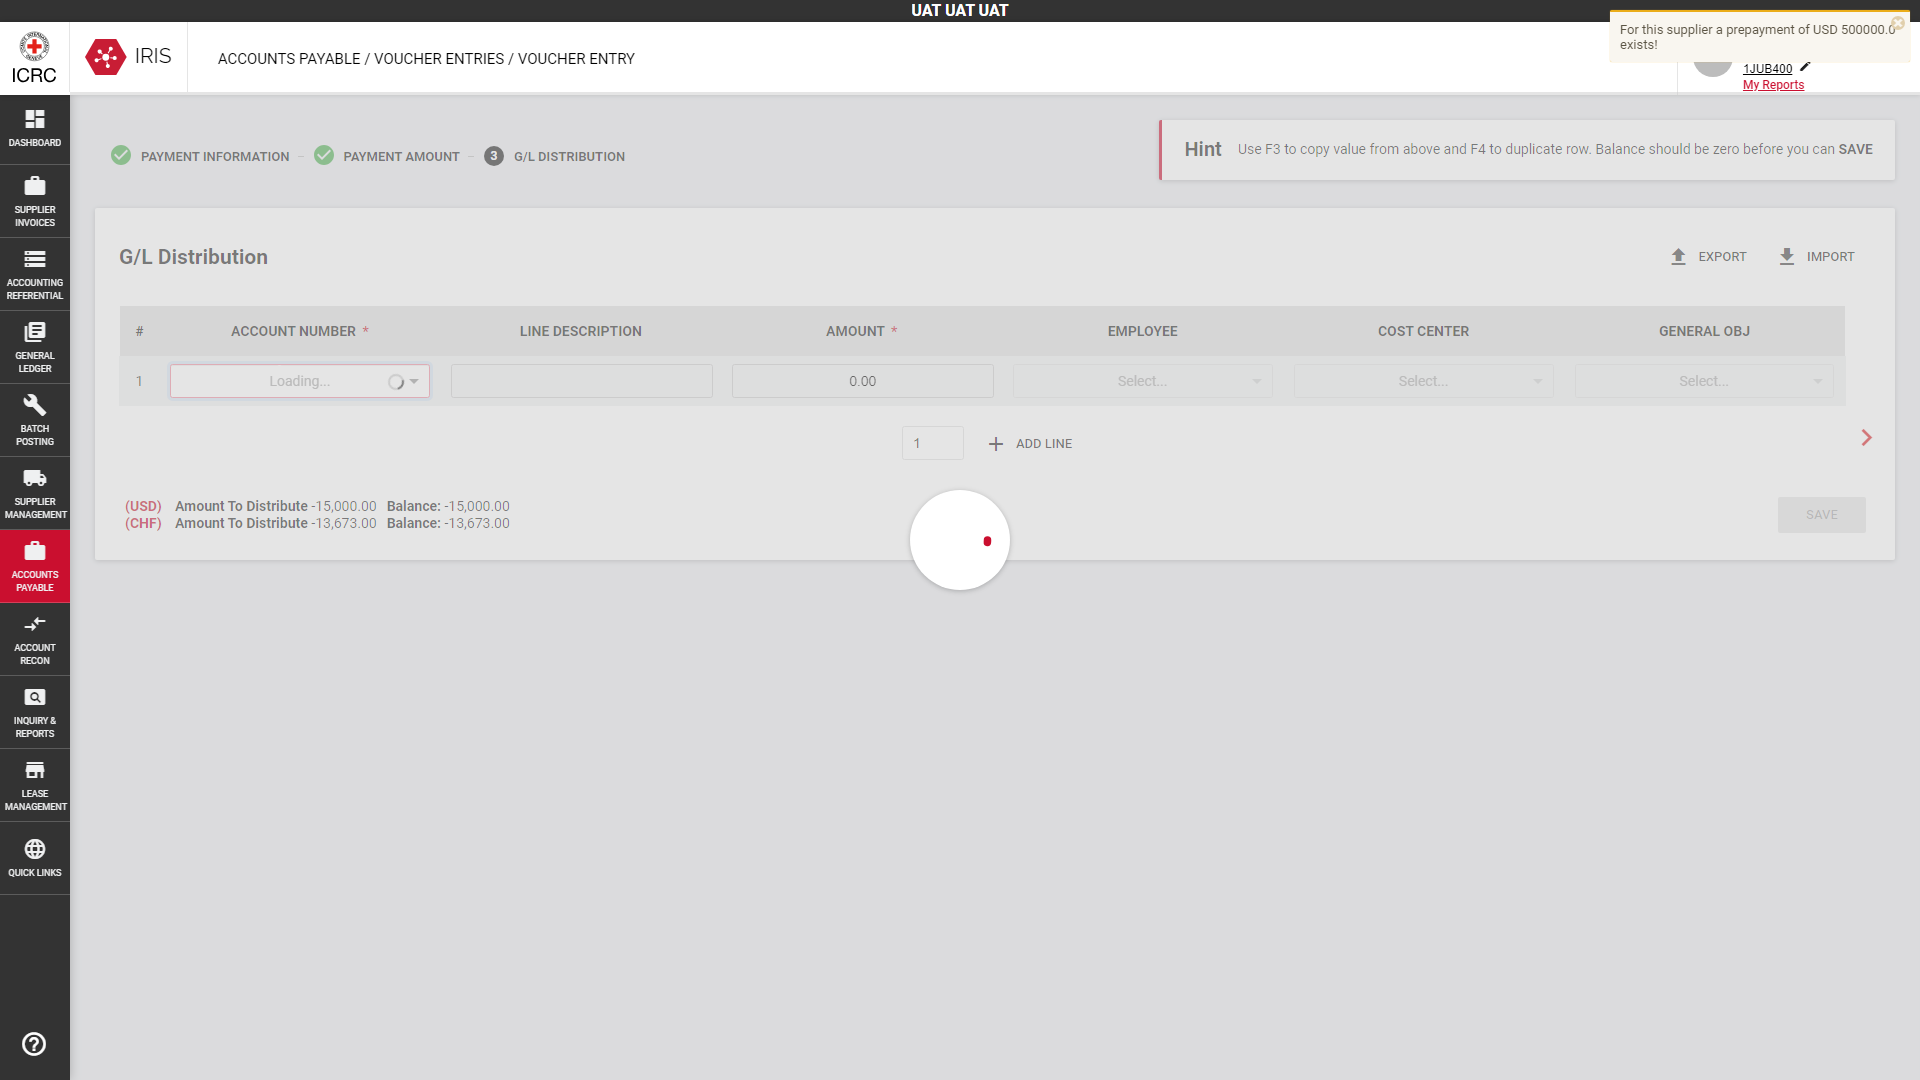 UAT UAT UAT
ICRC
IRIS
ACCOUNTS PAYABLE / VOUCHER ENTRIES / VOUCHER ENTRY
For this supplier a prepayment of USD 500000.0
exists!
1JUB400
My Reports
DASHBOARD
SUPPLIER
INVOICES
ACCOUNTING
REFERENTIAL
GENERAL
LEDGER
BATCH
POSTING
SUPPLIER
MANAGEMENT
ACCOUNTS
PAYABLE
ACCOUNT
RECON
INQUIRY &
REPORTS
LEASE
MANAGEMENT
QUICK LINKS
PAYMENT INFORMATION
PAYMENT AMOUNT
3 G/L DISTRIBUTION
Hint Use F3 to copy value from above and F4 to duplicate row. Balance should be zero before you can SAVE
G/L Distribution
EXPORT IMPORT
# ACCOUNT NUMBER * LINE DESCRIPTION AMOUNT * EMPLOYEE COST CENTER GENERAL OBJ
1 Loading... 0.00 Select... Select... Select...
1 ADD LINE
(USD) Amount To Distribute -15,000.00 Balance: -15,000.00
(CHF) Amount To Distribute -13,673.00 Balance: -13,673.00
SAVE